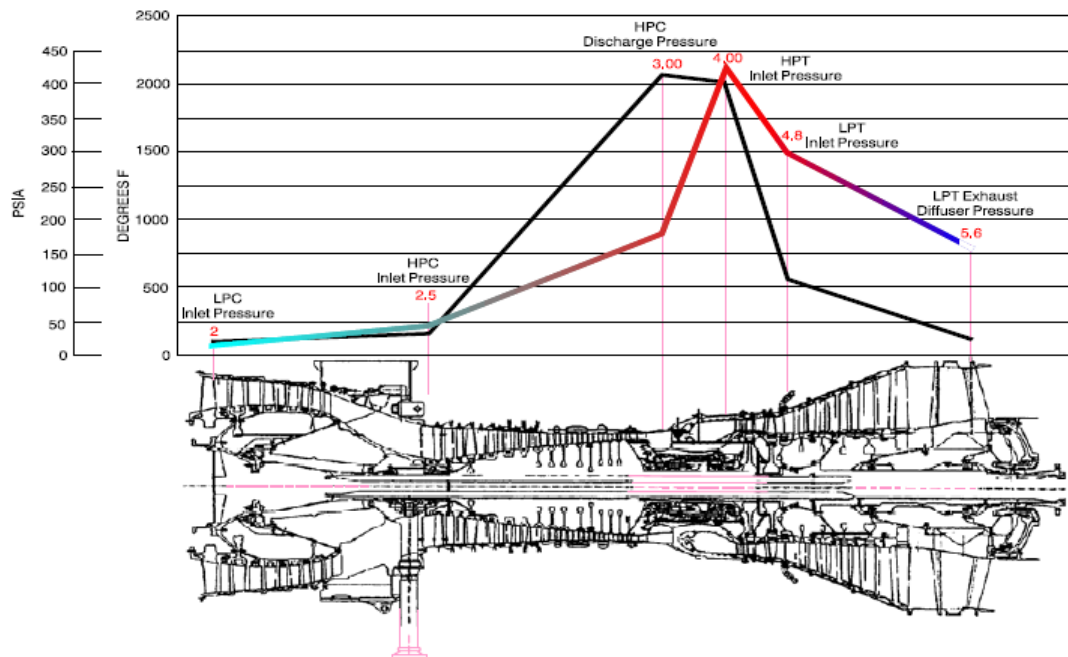 2500
HPC
Discharge Pressure
450
3,00
4,00
HPT
Inlet Pressure
400
2000
350
LPT
Inlet Pressure
4,8
300
1500
PSIA
250
DEGREES F
LPT Exhaust
Diffuser Pressure
200
1000
5,6
150
HPC
Inlet Pressure
100
500
2.5
LPC
Inlet Pressure
50
2
0
0